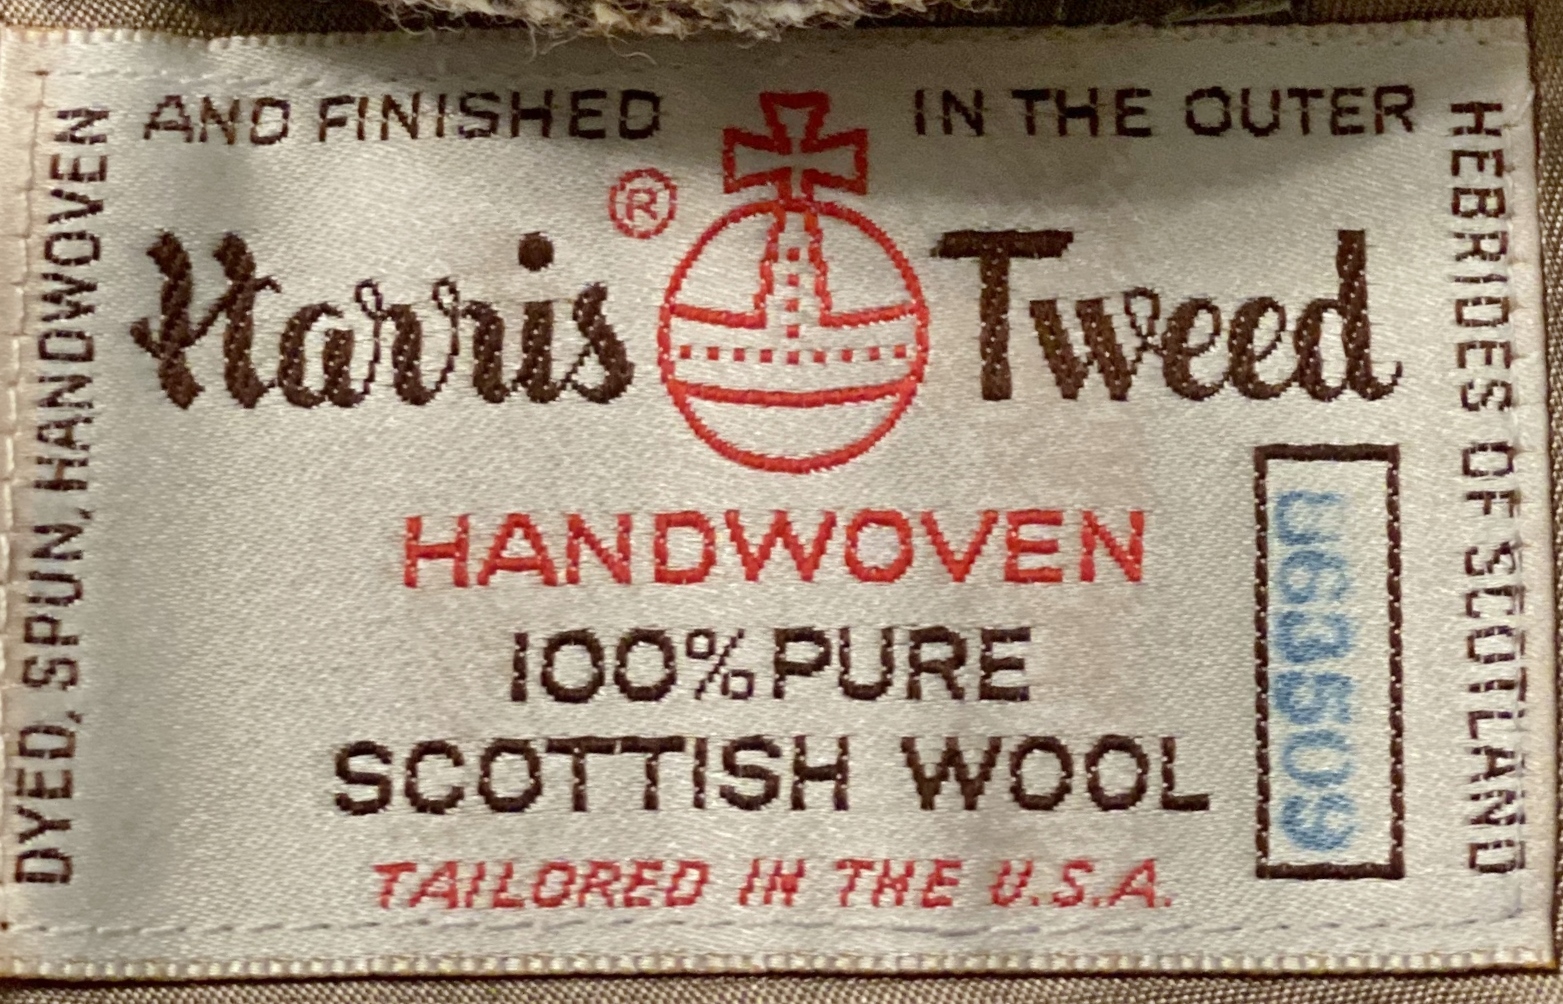 DYED, SPUN, HANDWOVEN
AND FINISHED
IN THE OUTER
HEBRIDES OF SCOTLAND
Harris ® Tweed
HANDWOVEN
100% PURE
SCOTTISH WOOL
TAILORED IN THE U.S.A.
U63509